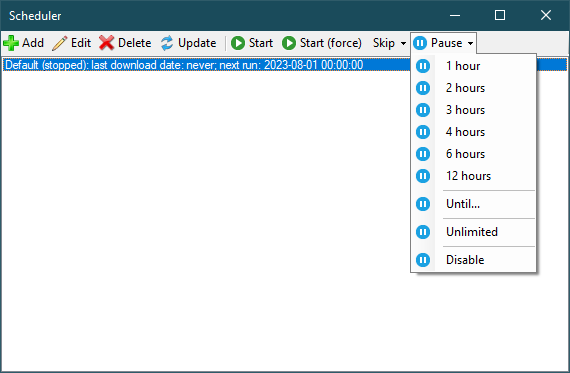 Scheduler
Add Edit Delete Update Start Start (force) Skip Pause
Default (stopped): last download date: never; next run: 2023-08-01 00:00:00
1 hour
2 hours
3 hours
4 hours
6 hours
12 hours
Until...
Unlimited
Disable